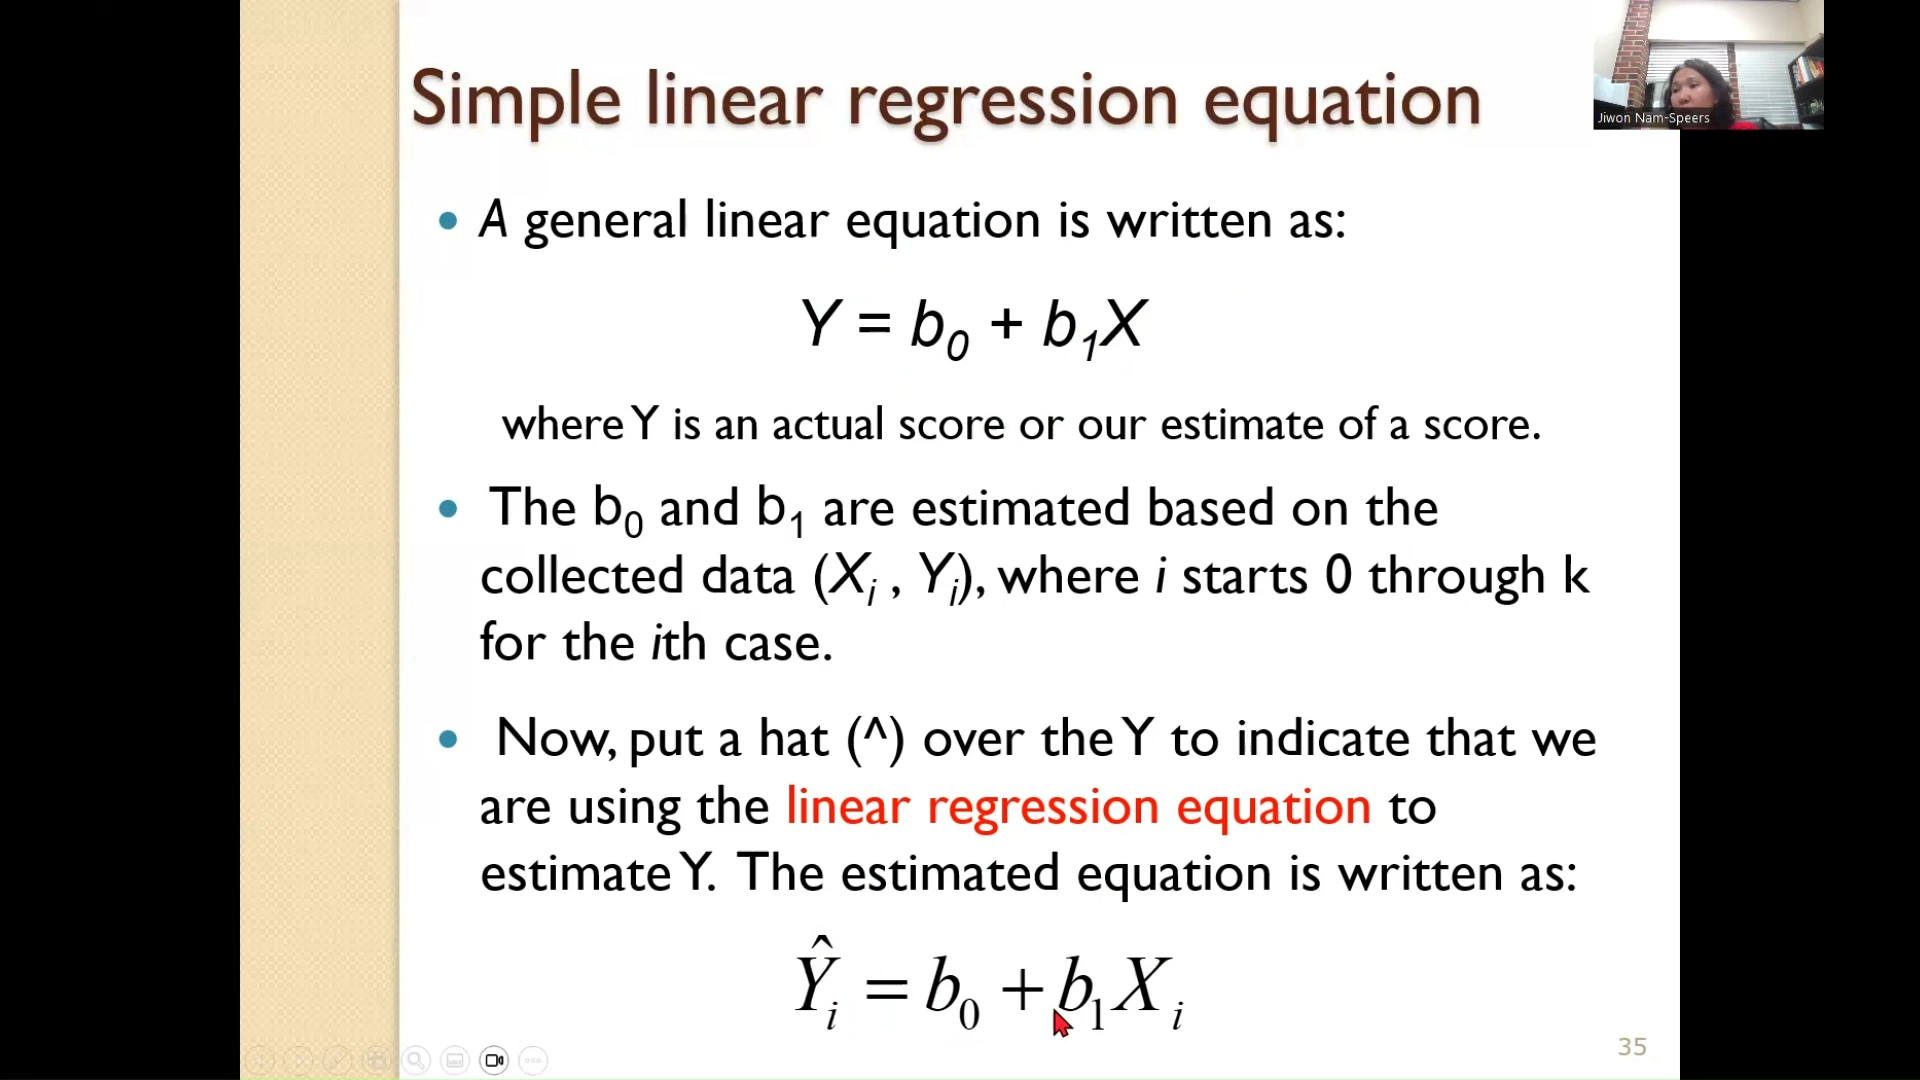 Simple linear regression equation
Jiwon Nam-Speers
• A general linear equation is written as:
Y = b₀ + b₁X
where Y is an actual score or our estimate of a score.
• The b₀ and b₁ are estimated based on the
collected data (Xᵢ , Yᵢ), where i starts 0 through k
for the ith case.
• Now, put a hat (^) over the Y to indicate that we
are using the linear regression equation to
estimate Y. The estimated equation is written as:
Ŷᵢ = b₀ + b₁Xᵢ
35